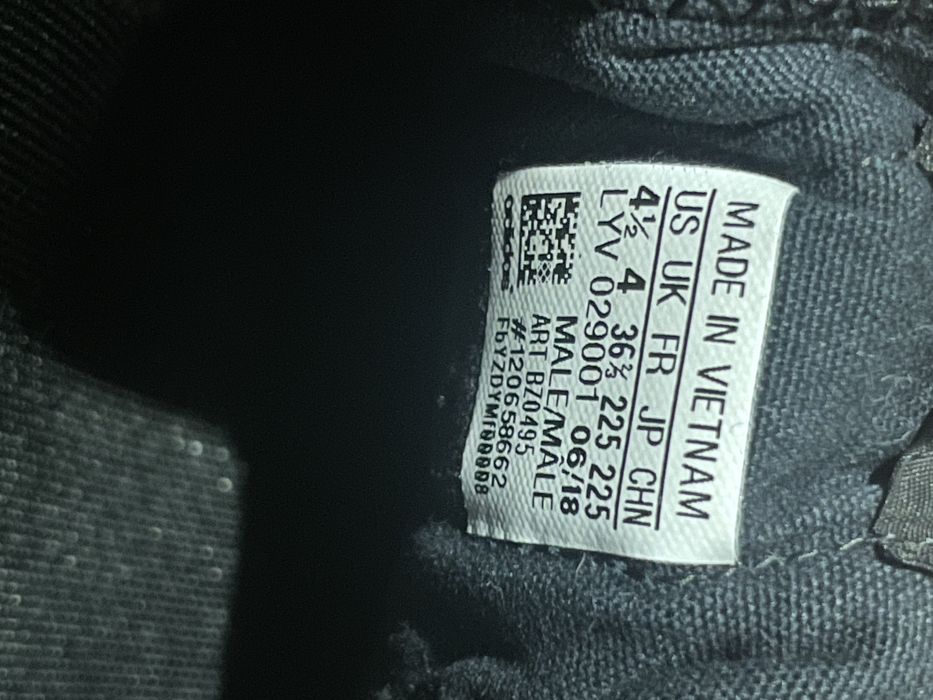 MADE IN VIETNAM
US UK FR JP CHN
4½ 4 36⅔ 225 225
LYV 029001 06/18
MALE/MÂLE
ART BZ0495
#120658662
adidas